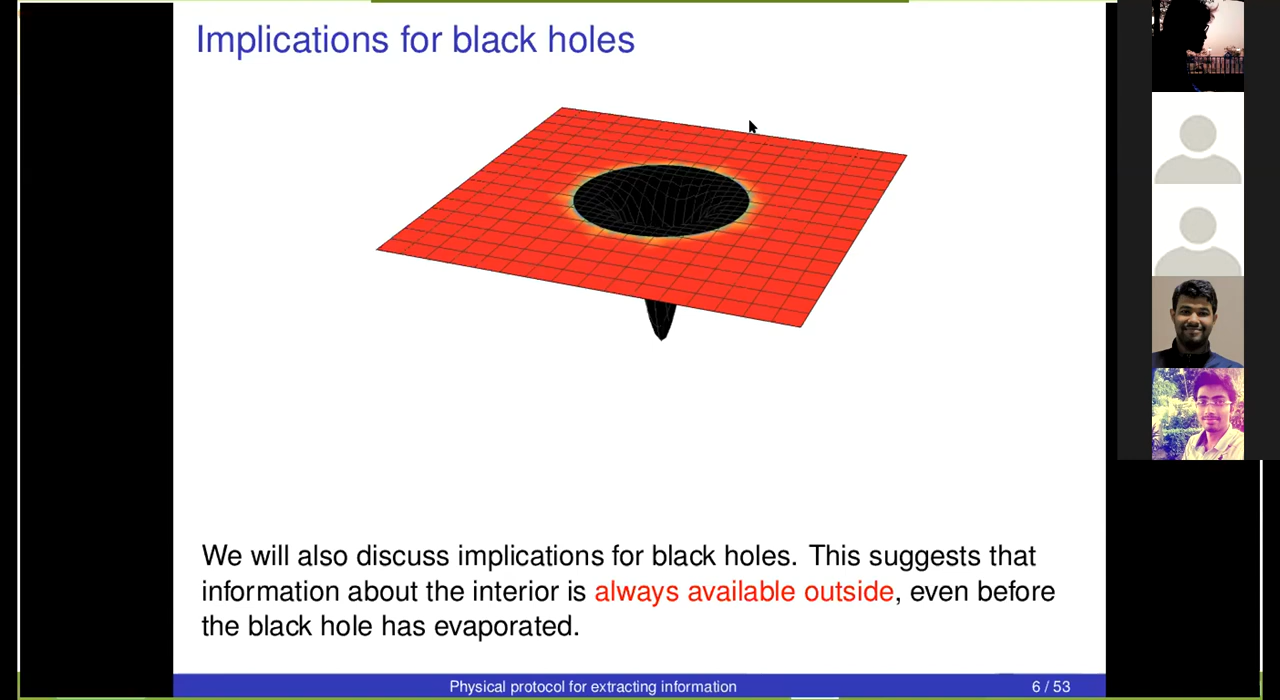 Implications for black holes
We will also discuss implications for black holes. This suggests that
information about the interior is always available outside, even before
the black hole has evaporated.
Physical protocol for extracting information
6 / 53